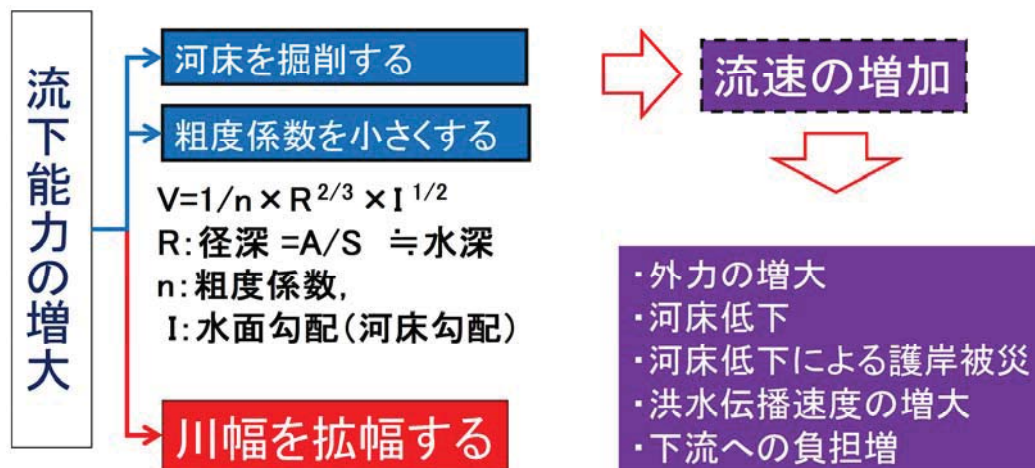 流下能力の増大
河床を掘削する
粗度係数を小さくする
V=1/n×R^2/3×I^1/2
R:径深=A/S ≒水深
n:粗度係数,
I:水面勾配(河床勾配)
川幅を拡幅する
流速の増加
・外力の増大
・河床低下
・河床低下による護岸被災
・洪水伝播速度の増大
・下流への負担増